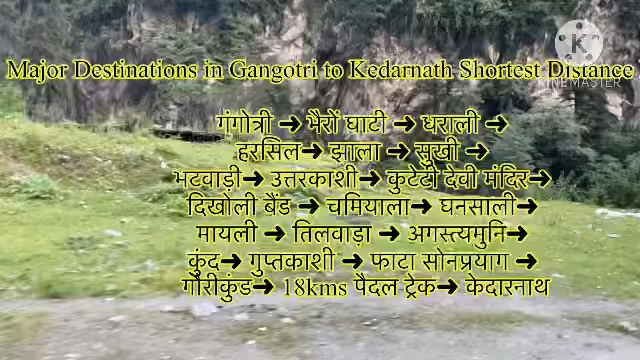 Major Destinations in Gangotri to Kedarnath Shortest Distance
KINEMASTER
गंगोत्री → भैरों घाटी → धराली →
हरसिल→ झाला → सुखी →
भटवाड़ी→ उत्तरकाशी→ कुटेटी देवी मंदिर→
दिखोली बैंड → चमियाला→ घनसाली→
मायली → तिलवाड़ा → अगस्त्यमुनि→
कुंद→ गुप्तकाशी → फाटा सोनप्रयाग →
गौरीकुंड→ 18kms पैदल ट्रेक→ केदारनाथ